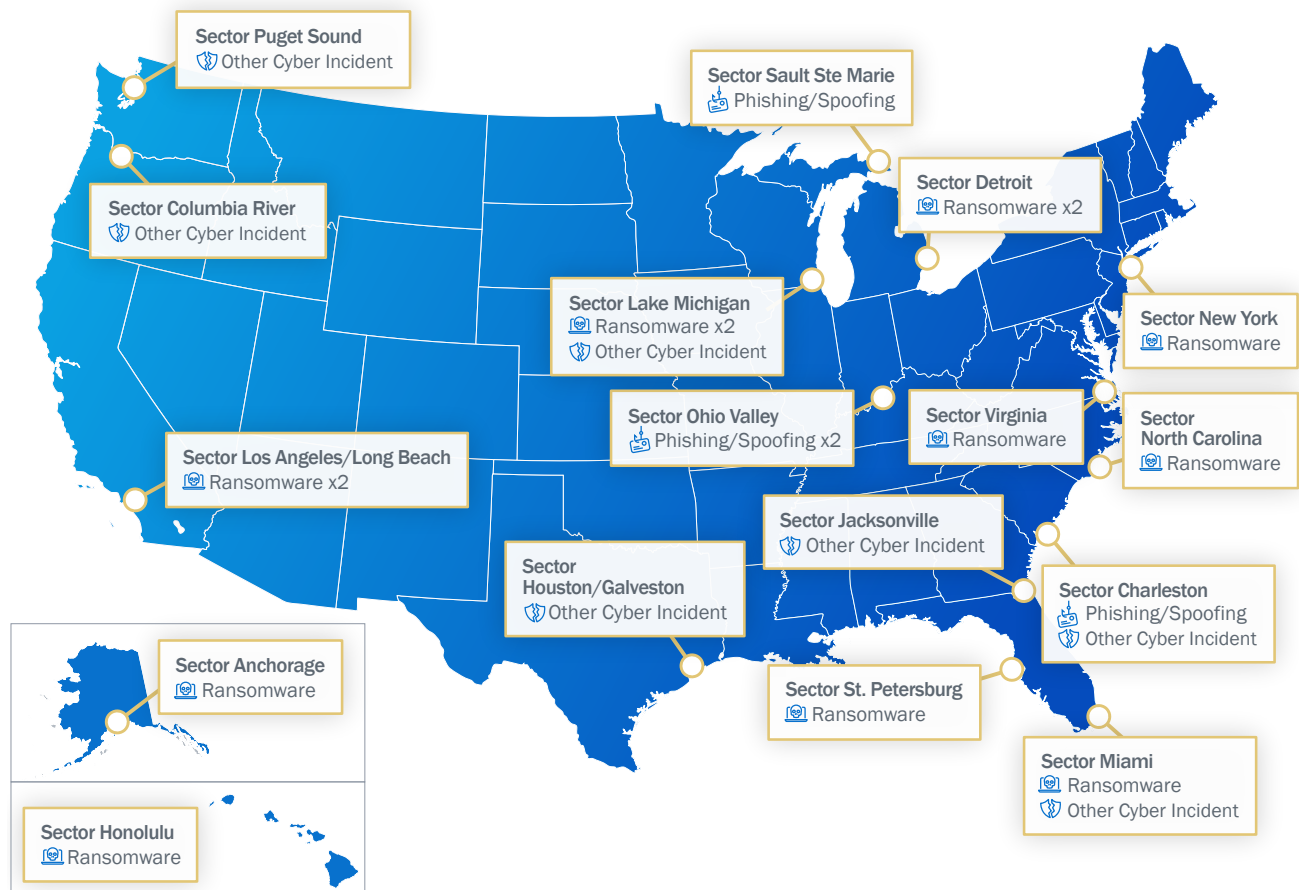 Sector Puget Sound
Other Cyber Incident
Sector Sault Ste Marie
Phishing/Spoofing
Sector Detroit
Ransomware x2
Sector Columbia River
Other Cyber Incident
Sector Lake Michigan
Ransomware x2
Other Cyber Incident
Sector New York
Ransomware
Sector Ohio Valley
Phishing/Spoofing x2
Sector Virginia
Ransomware
Sector
North Carolina
Ransomware
Sector Los Angeles/Long Beach
Ransomware x2
Sector Jacksonville
Other Cyber Incident
Sector
Houston/Galveston
Other Cyber Incident
Sector Charleston
Phishing/Spoofing
Other Cyber Incident
Sector Anchorage
Ransomware
Sector St. Petersburg
Ransomware
Sector Miami
Ransomware
Other Cyber Incident
Sector Honolulu
Ransomware